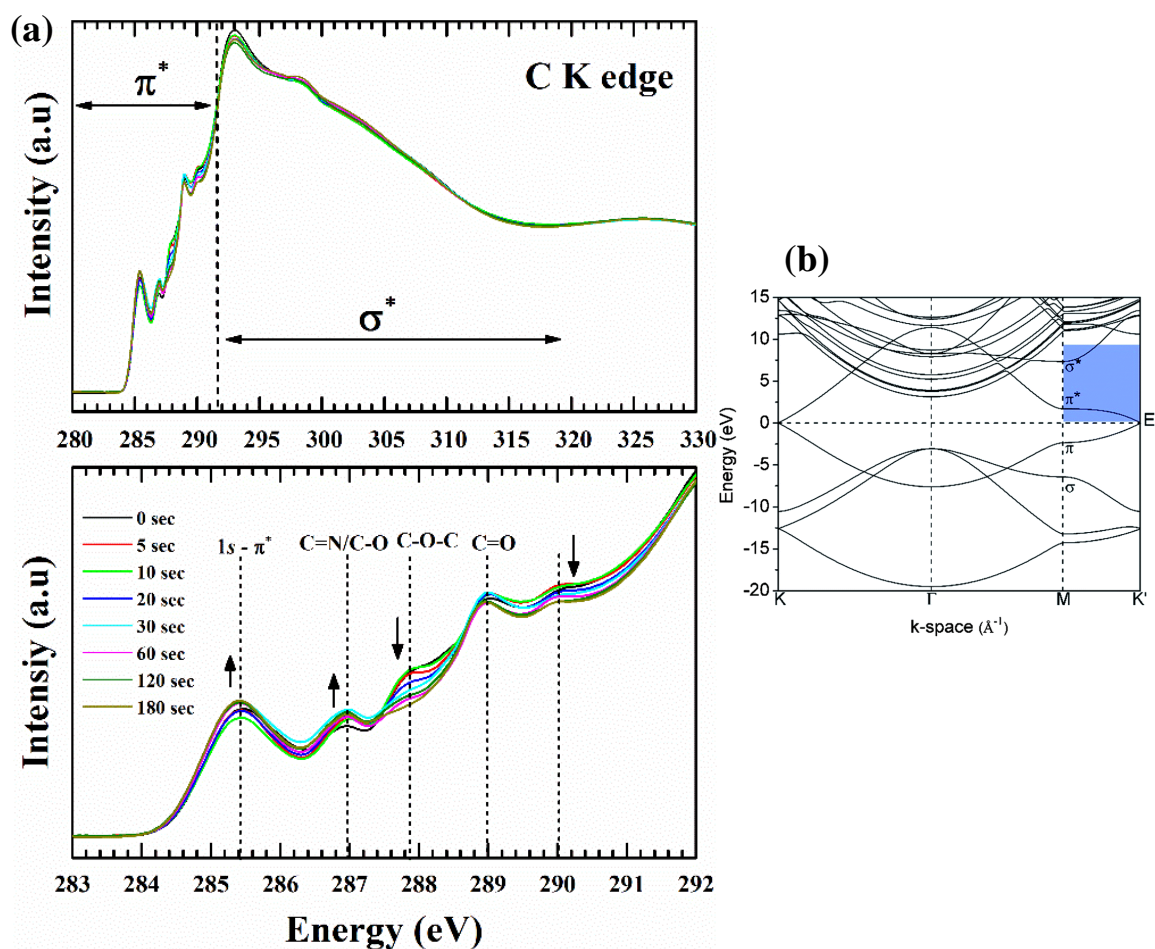 (a)
π*
C K edge
σ*
Intensity (a.u)
280 285 290 295 300 305 310 315 320 325 330
0 sec
5 sec
10 sec
20 sec
30 sec
60 sec
120 sec
180 sec
1s - π*
C=N/C-O
C-O-C
C=O
Intensiy (a.u)
283 284 285 286 287 288 289 290 291 292
Energy (eV)
(b)
15
10
5
0
-5
-10
-15
-20
Energy (eV)
σ*
π*
E
π
σ
K Γ M K'
k-space (Å⁻¹)